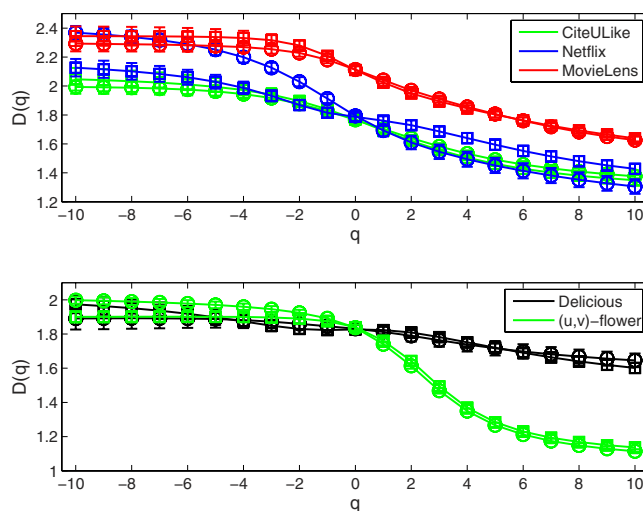 2.4
2.2
2
1.8
1.6
1.4
1.2
D(q)
CiteULike
Netflix
MovieLens
−10 −8 −6 −4 −2 0 2 4 6 8 10
q
2
1.8
1.6
1.4
1.2
1
D(q)
Delicious
(u,v)−flower
−10 −8 −6 −4 −2 0 2 4 6 8 10
q